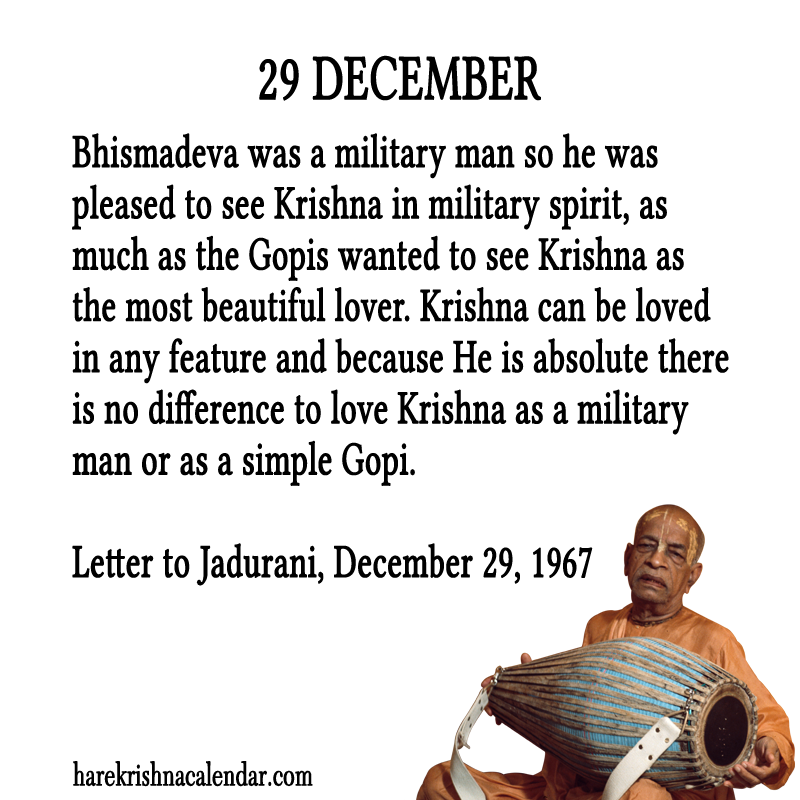 29 DECEMBER
Bhismadeva was a military man so he was
pleased to see Krishna in military spirit, as
much as the Gopis wanted to see Krishna as
the most beautiful lover. Krishna can be loved
in any feature and because He is absolute there
is no difference to love Krishna as a military
man or as a simple Gopi.
Letter to Jadurani, December 29, 1967
harekrishnacalendar.com